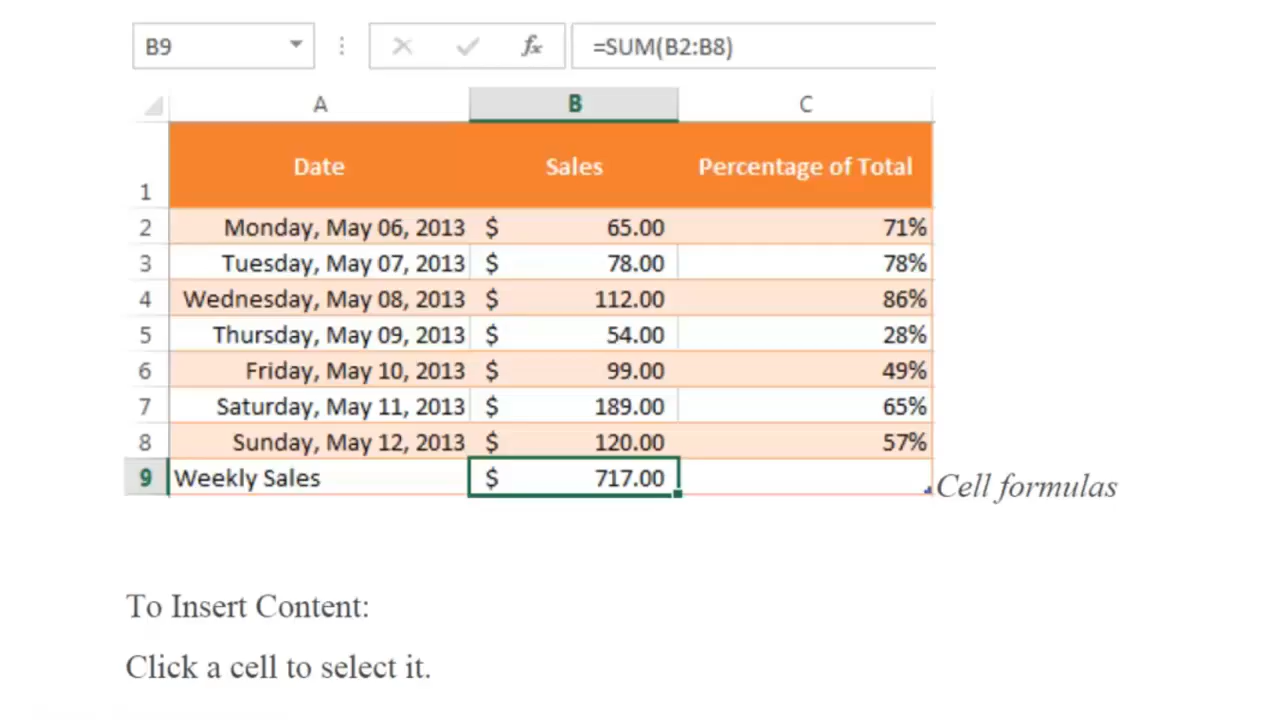 B9 fx =SUM(B2:B8)
A B C
1 Date Sales Percentage of Total
2 Monday, May 06, 2013 $ 65.00 71%
3 Tuesday, May 07, 2013 $ 78.00 78%
4 Wednesday, May 08, 2013 $ 112.00 86%
5 Thursday, May 09, 2013 $ 54.00 28%
6 Friday, May 10, 2013 $ 99.00 49%
7 Saturday, May 11, 2013 $ 189.00 65%
8 Sunday, May 12, 2013 $ 120.00 57%
9 Weekly Sales $ 717.00 Cell formulas
To Insert Content:
Click a cell to select it.